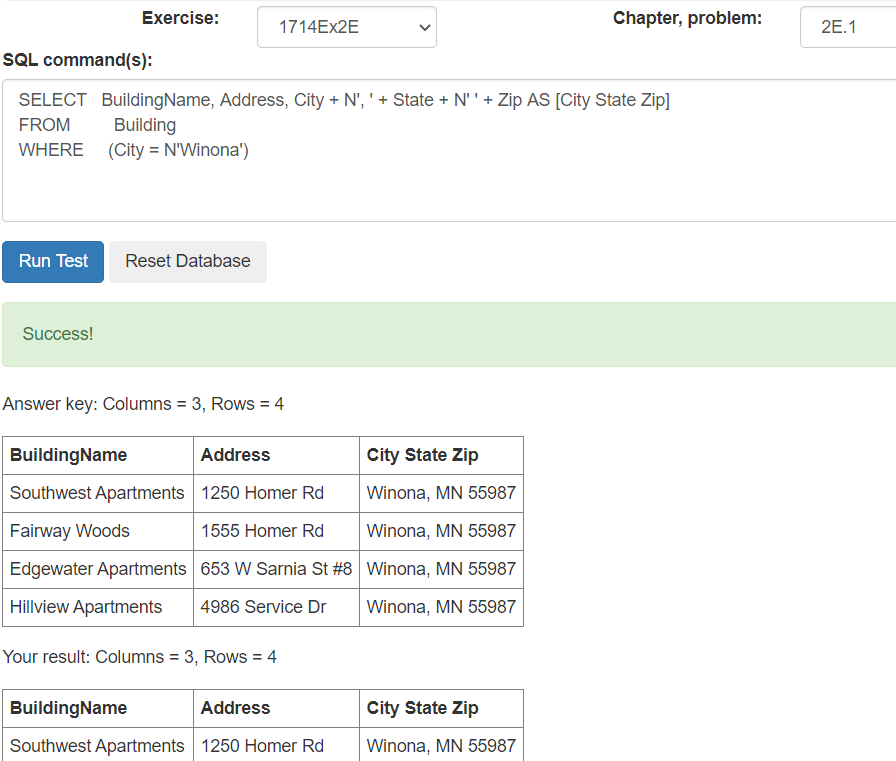 Exercise: 1714Ex2E Chapter, problem: 2E.1
SQL command(s):
SELECT BuildingName, Address, City + N', ' + State + N' ' + Zip AS [City State Zip]
FROM Building
WHERE (City = N'Winona')
Run Test Reset Database
Success!
Answer key: Columns = 3, Rows = 4
BuildingName Address City State Zip
Southwest Apartments 1250 Homer Rd Winona, MN 55987
Fairway Woods 1555 Homer Rd Winona, MN 55987
Edgewater Apartments 653 W Sarnia St #8 Winona, MN 55987
Hillview Apartments 4986 Service Dr Winona, MN 55987
Your result: Columns = 3, Rows = 4
BuildingName Address City State Zip
Southwest Apartments 1250 Homer Rd Winona, MN 55987